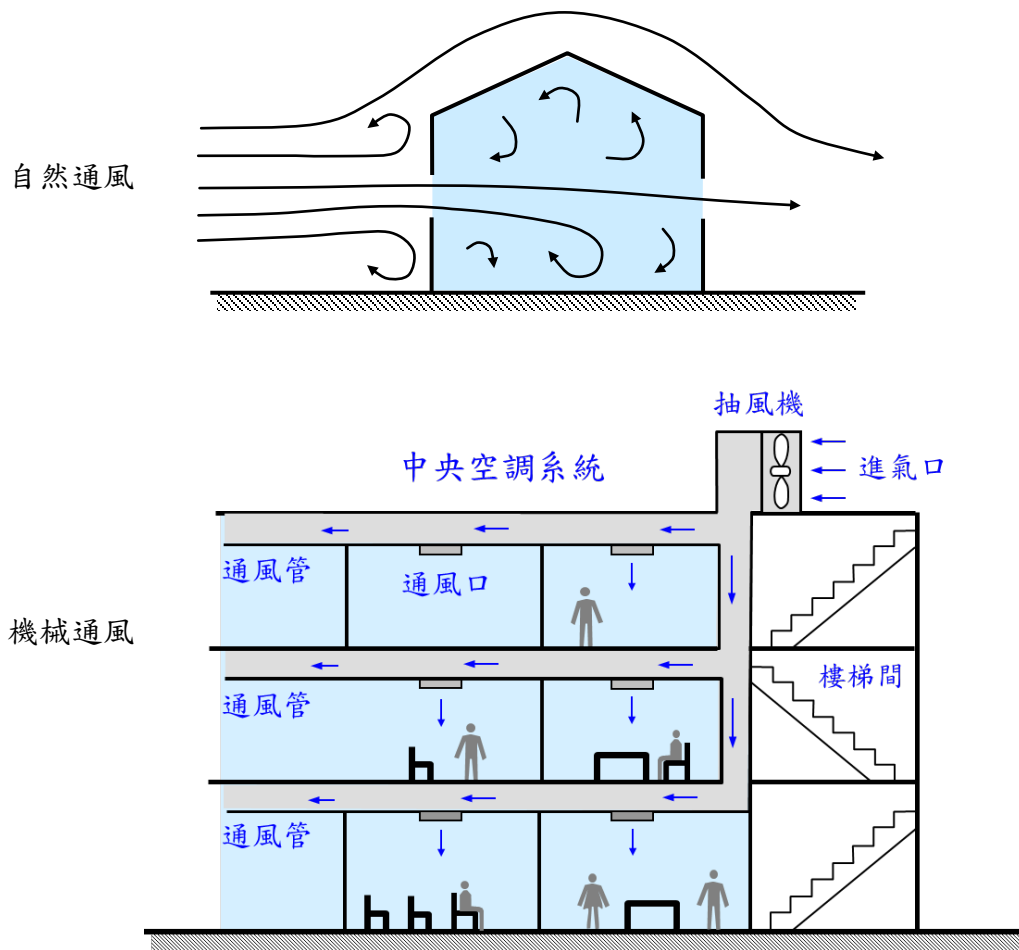 自然通風
抽風機
中央空調系統
進氣口
通風管
通風口
機械通風
樓梯間
通風管
通風管